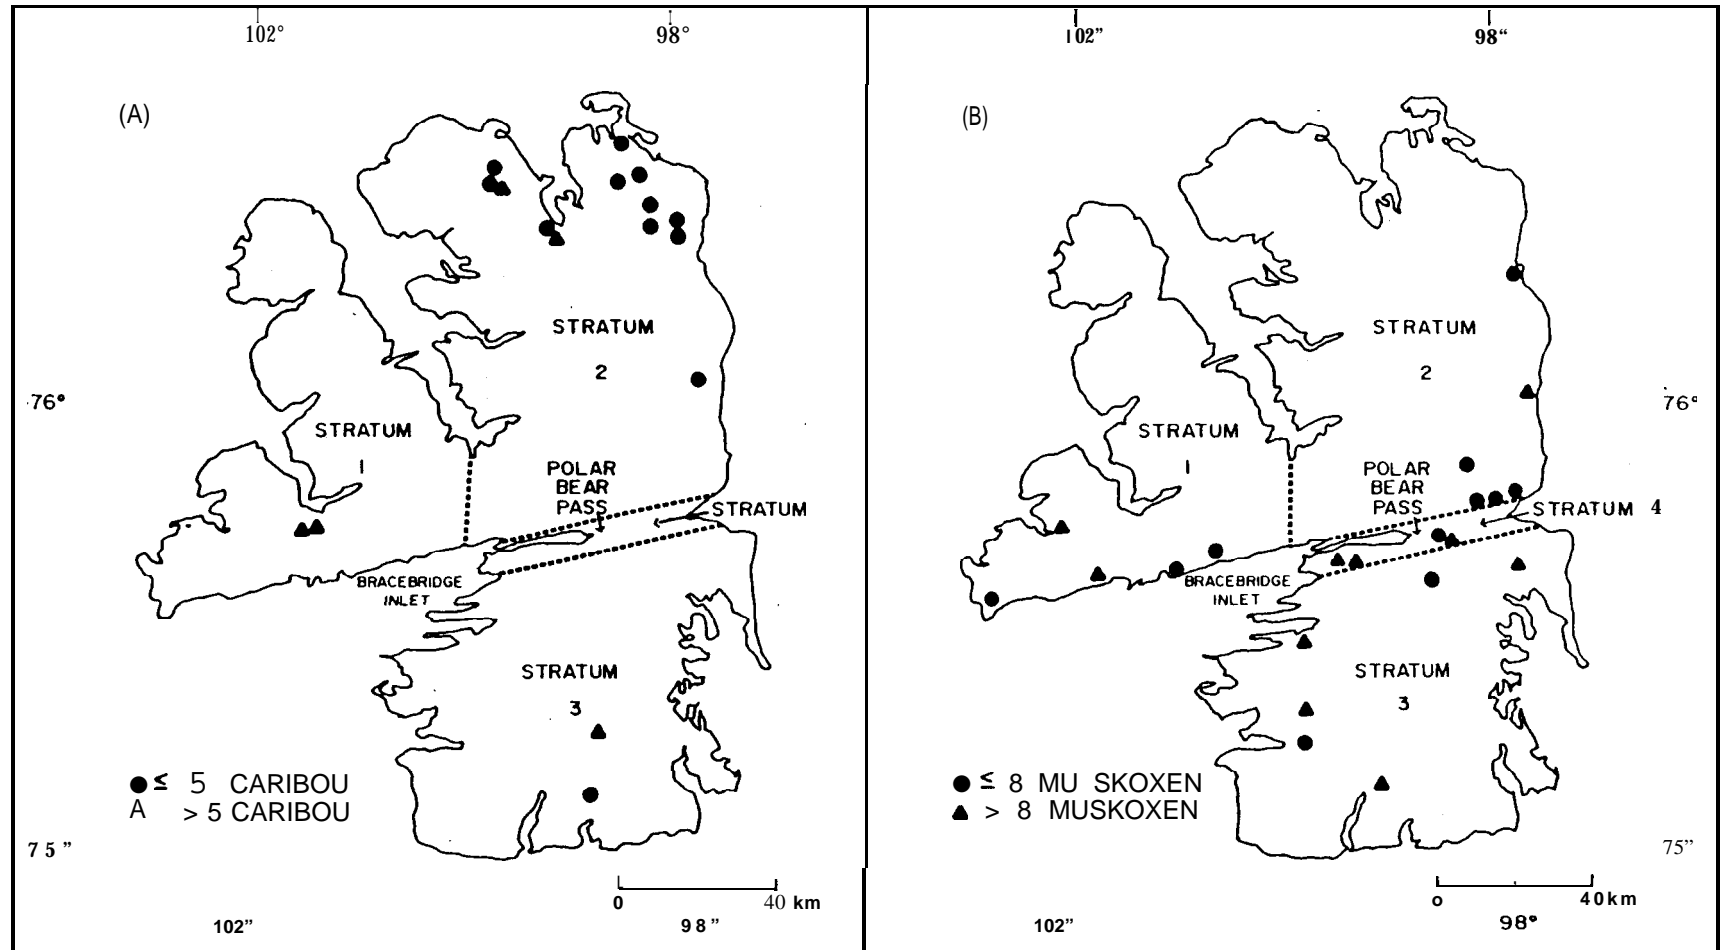 102°
98°
(A)
STRATUM
2
76°
STRATUM
1
POLAR
BEAR
PASS
STRATUM
BRACEBRIDGE
INLET
STRATUM
3
●≤ 5 CARIBOU
A > 5 CARIBOU
75"
0 40 km
102" 98"
102"
98"
(B)
STRATUM
2
76°
STRATUM
1
POLAR
BEAR
PASS
STRATUM 4
BRACEBRIDGE
INLET
STRATUM
3
● ≤ 8 MU SKOXEN
▲ > 8 MUSKOXEN
75"
o 40km
102" 98°